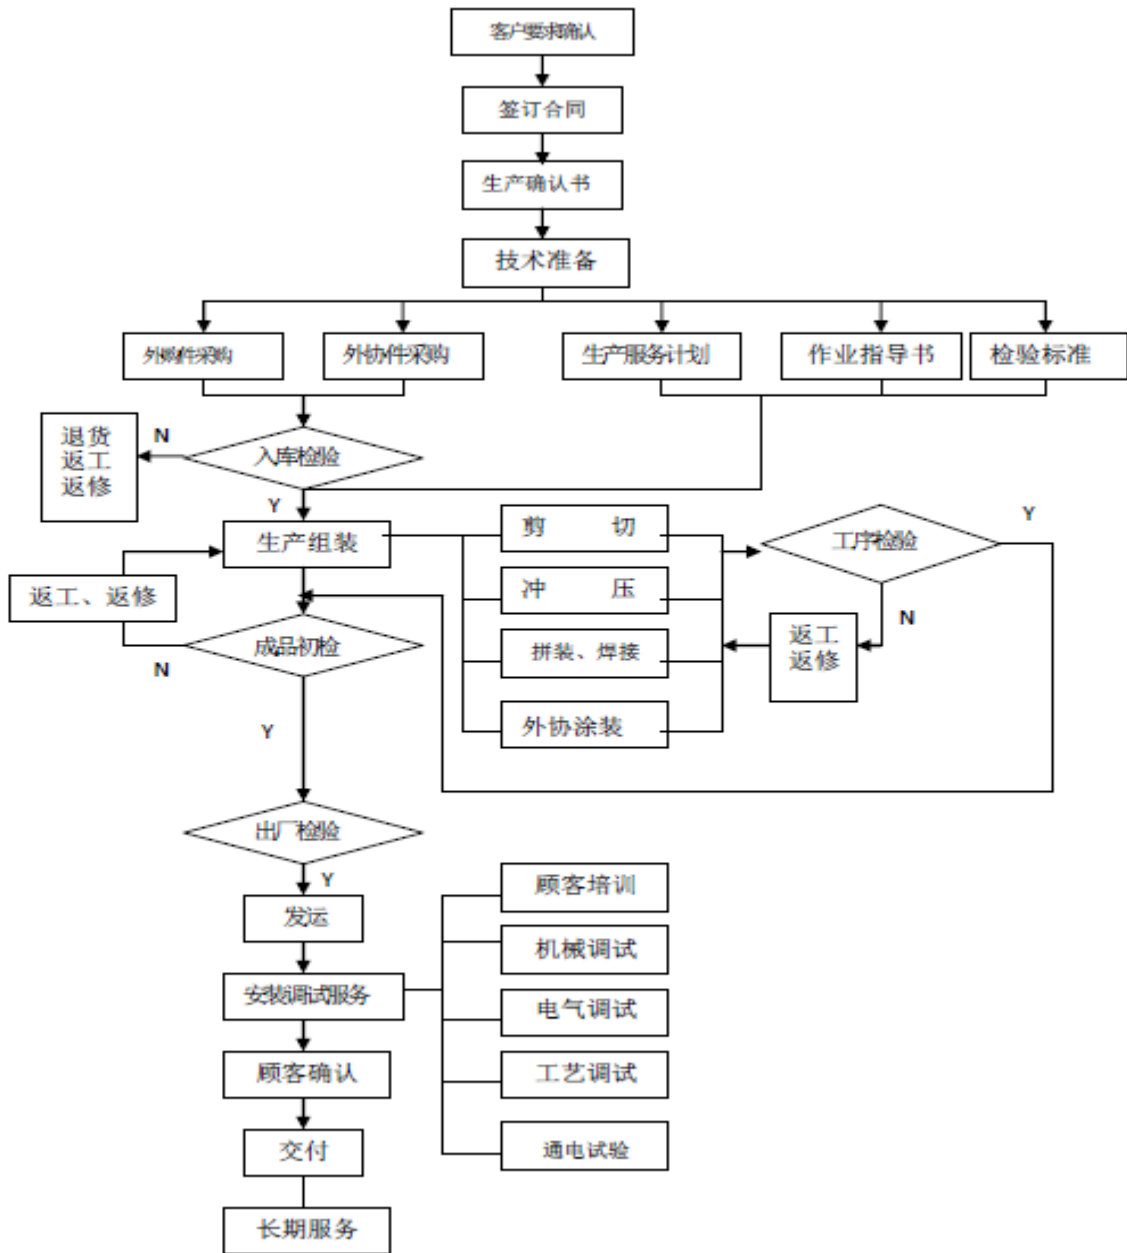 客户要求确认
签订合同
生产确认书
技术准备
外购件采购
外协件采购
生产服务计划
作业指导书
检验标准
退货
返工
返修
N
入库检验
Y
生产组装
剪 切
工序检验
Y
返工、返修
冲 压
N
成品初检
N
拼装、焊接
返工
返修
外协涂装
Y
出厂检验
Y
发运
顾客培训
机械调试
安装调试服务
电气调试
顾客确认
工艺调试
交付
通电试验
长期服务